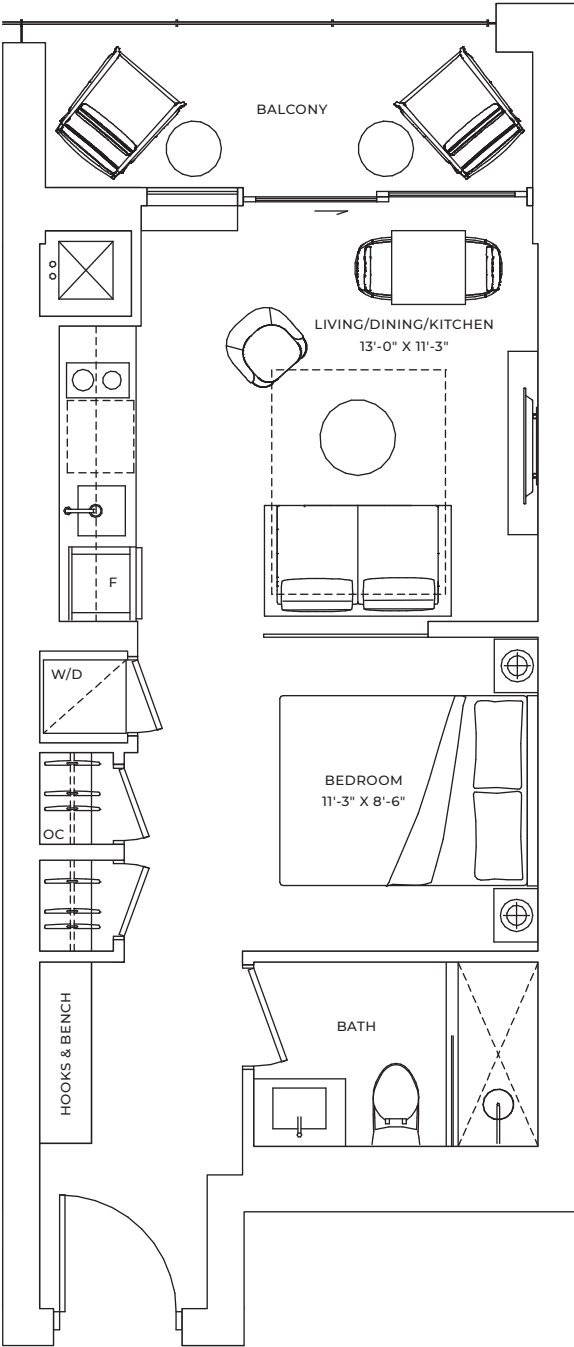 BALCONY
LIVING/DINING/KITCHEN
13'-0" X 11'-3"
F
W/D
BEDROOM
11'-3" X 8'-6"
OC
HOOKS & BENCH
BATH